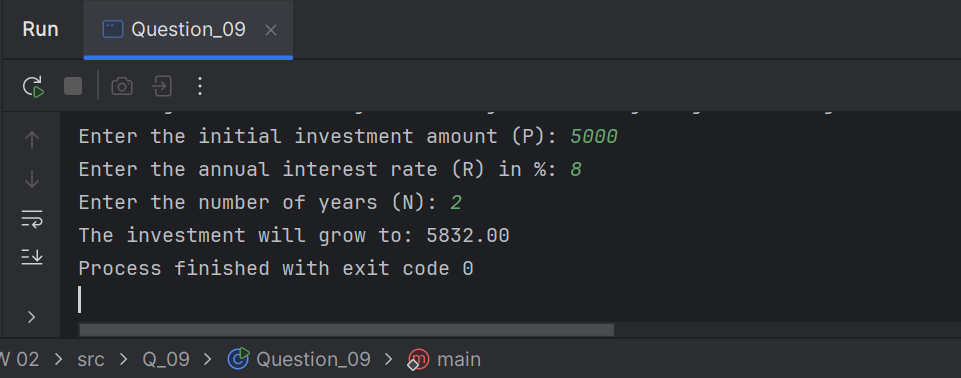 Run Question_09
Enter the initial investment amount (P): 5000
Enter the annual interest rate (R) in %: 8
Enter the number of years (N): 2
The investment will grow to: 5832.00
Process finished with exit code 0
02 > src > Q_09 > Question_09 > main